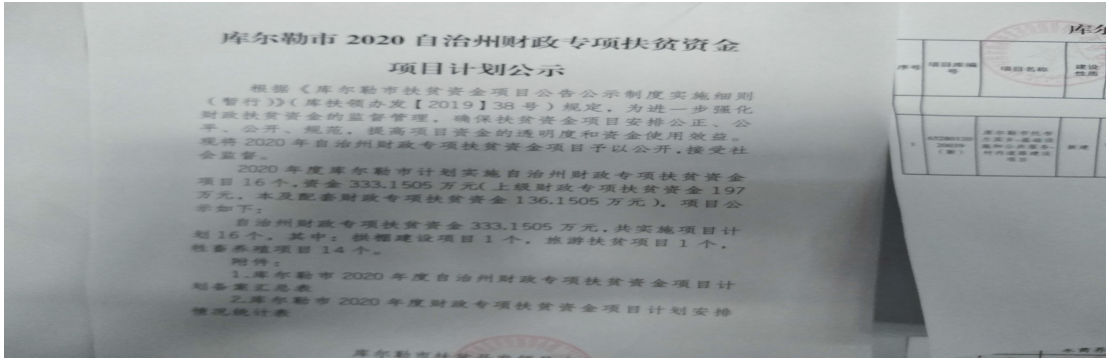 库尔勒市 2020 自治州财政专项扶贫资金
项目计划公示
根据《库尔勒市扶贫资金项目公告公示制度实施细则
（暂行）》（库扶领办发【2019】38 号）规定，为进一步强化
财政扶贫资金的监督管理，确保扶贫资金项目安排公正、公
平、公开、规范，提高项目资金的透明度和资金使用效益。
现将 2020 年自治州财政专项扶贫资金项目予以公开,接受社
会监督。
2020 年度库尔勒市计划实施自治州财政专项扶贫资金
项目 16 个,资金 333.1505 万元(上级财政专项扶贫资金 197
万元，本及配套财政专项扶贫资金 136.1505 万元)，项目公
示如下：
自治州财政专项扶贫资金 333.1505 万元,共实施项目计
划 16 个，其中：拱棚建设项目 1 个，旅游扶贫项目 1 个，
牲畜养殖项目 14 个。
附件：
1.库尔勒市 2020 年度自治州财政专项扶贫资金项目计
划备案汇总表
2.库尔勒市 2020 年度财政专项扶贫资金项目计划安排
情况统计表
库尔勒市扶贫
库尔
序号 项目库编号 项目名称 建设性质
1 新建